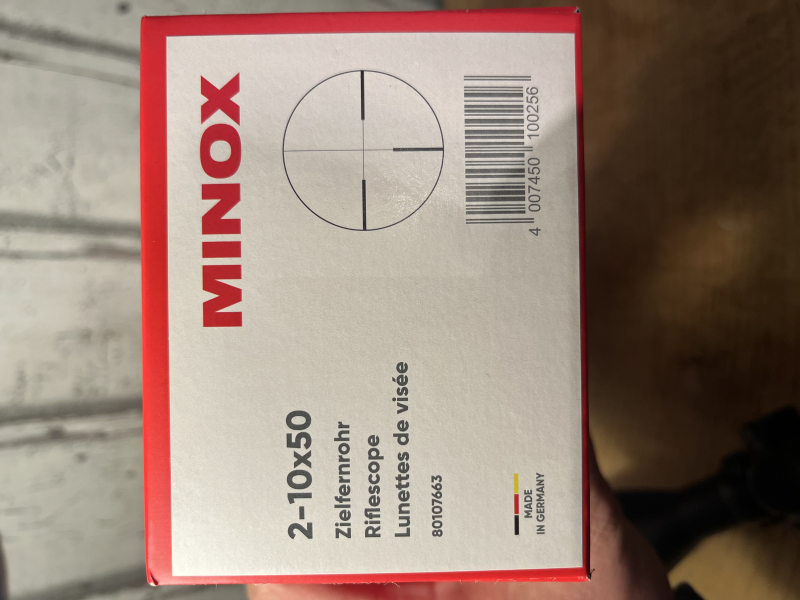 MINOX
2–10x50
Zielfernrohr
Riflescope
Lunettes de visée
80107663
4 007450 100256
MADE
IN GERMANY